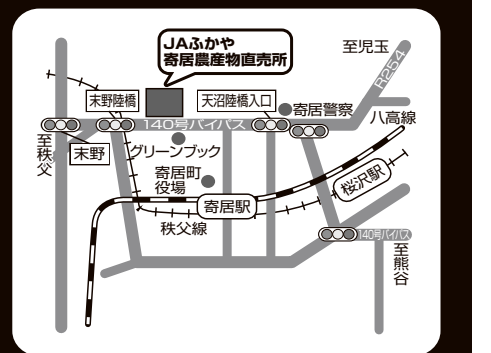 JAふかや
寄居農産物直売所
至児玉
R254
末野陸橋
天沼陸橋入口
寄居警察
八高線
140号バイパス
至秩父
末野
グリーンブック
寄居町
役場
桜沢駅
寄居駅
秩父線
140号バイパス
至熊谷